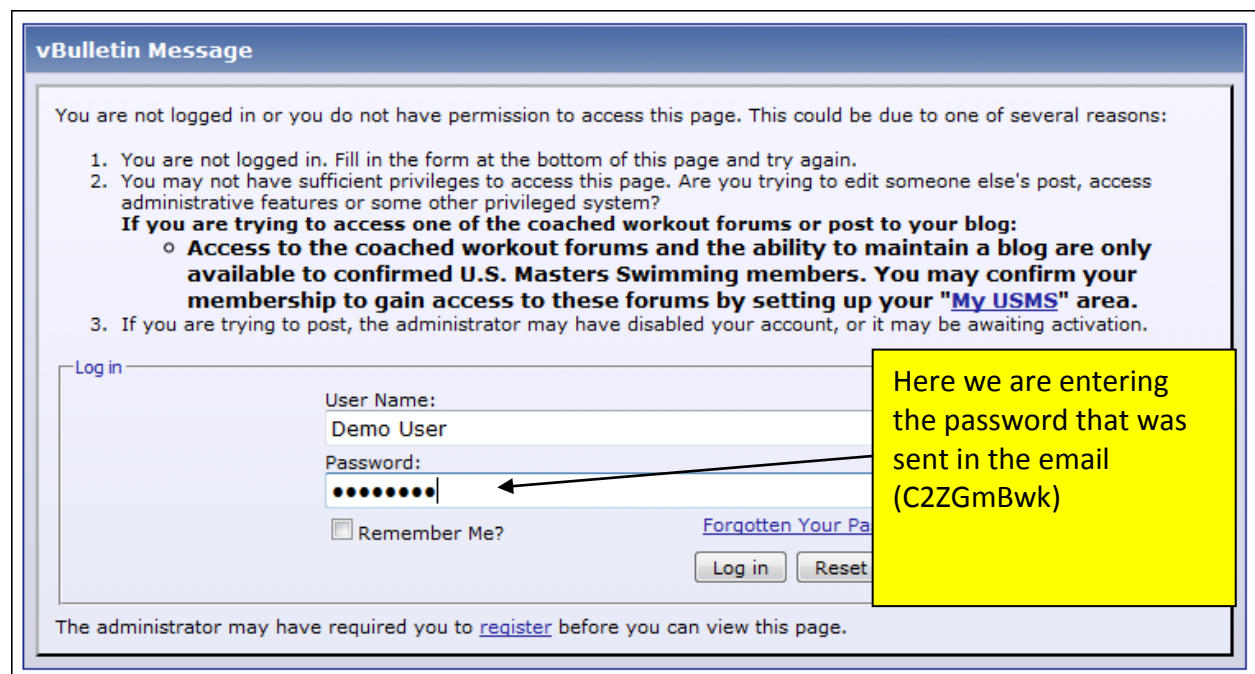 vBulletin Message
You are not logged in or you do not have permission to access this page. This could be due to one of several reasons:
1. You are not logged in. Fill in the form at the bottom of this page and try again.
2. You may not have sufficient privileges to access this page. Are you trying to edit someone else's post, access
administrative features or some other privileged system?
If you are trying to access one of the coached workout forums or post to your blog:
Access to the coached workout forums and the ability to maintain a blog are only
available to confirmed U.S. Masters Swimming members. You may confirm your
membership to gain access to these forums by setting up your "My USMS" area.
3. If you are trying to post, the administrator may have disabled your account, or it may be awaiting activation.
Log in
User Name:
Demo User
Password:
••••••••
Remember Me?
Forgotten Your Pa
Log in
Reset
Here we are entering
the password that was
sent in the email
(C2ZGmBwk)
The administrator may have required you to register before you can view this page.